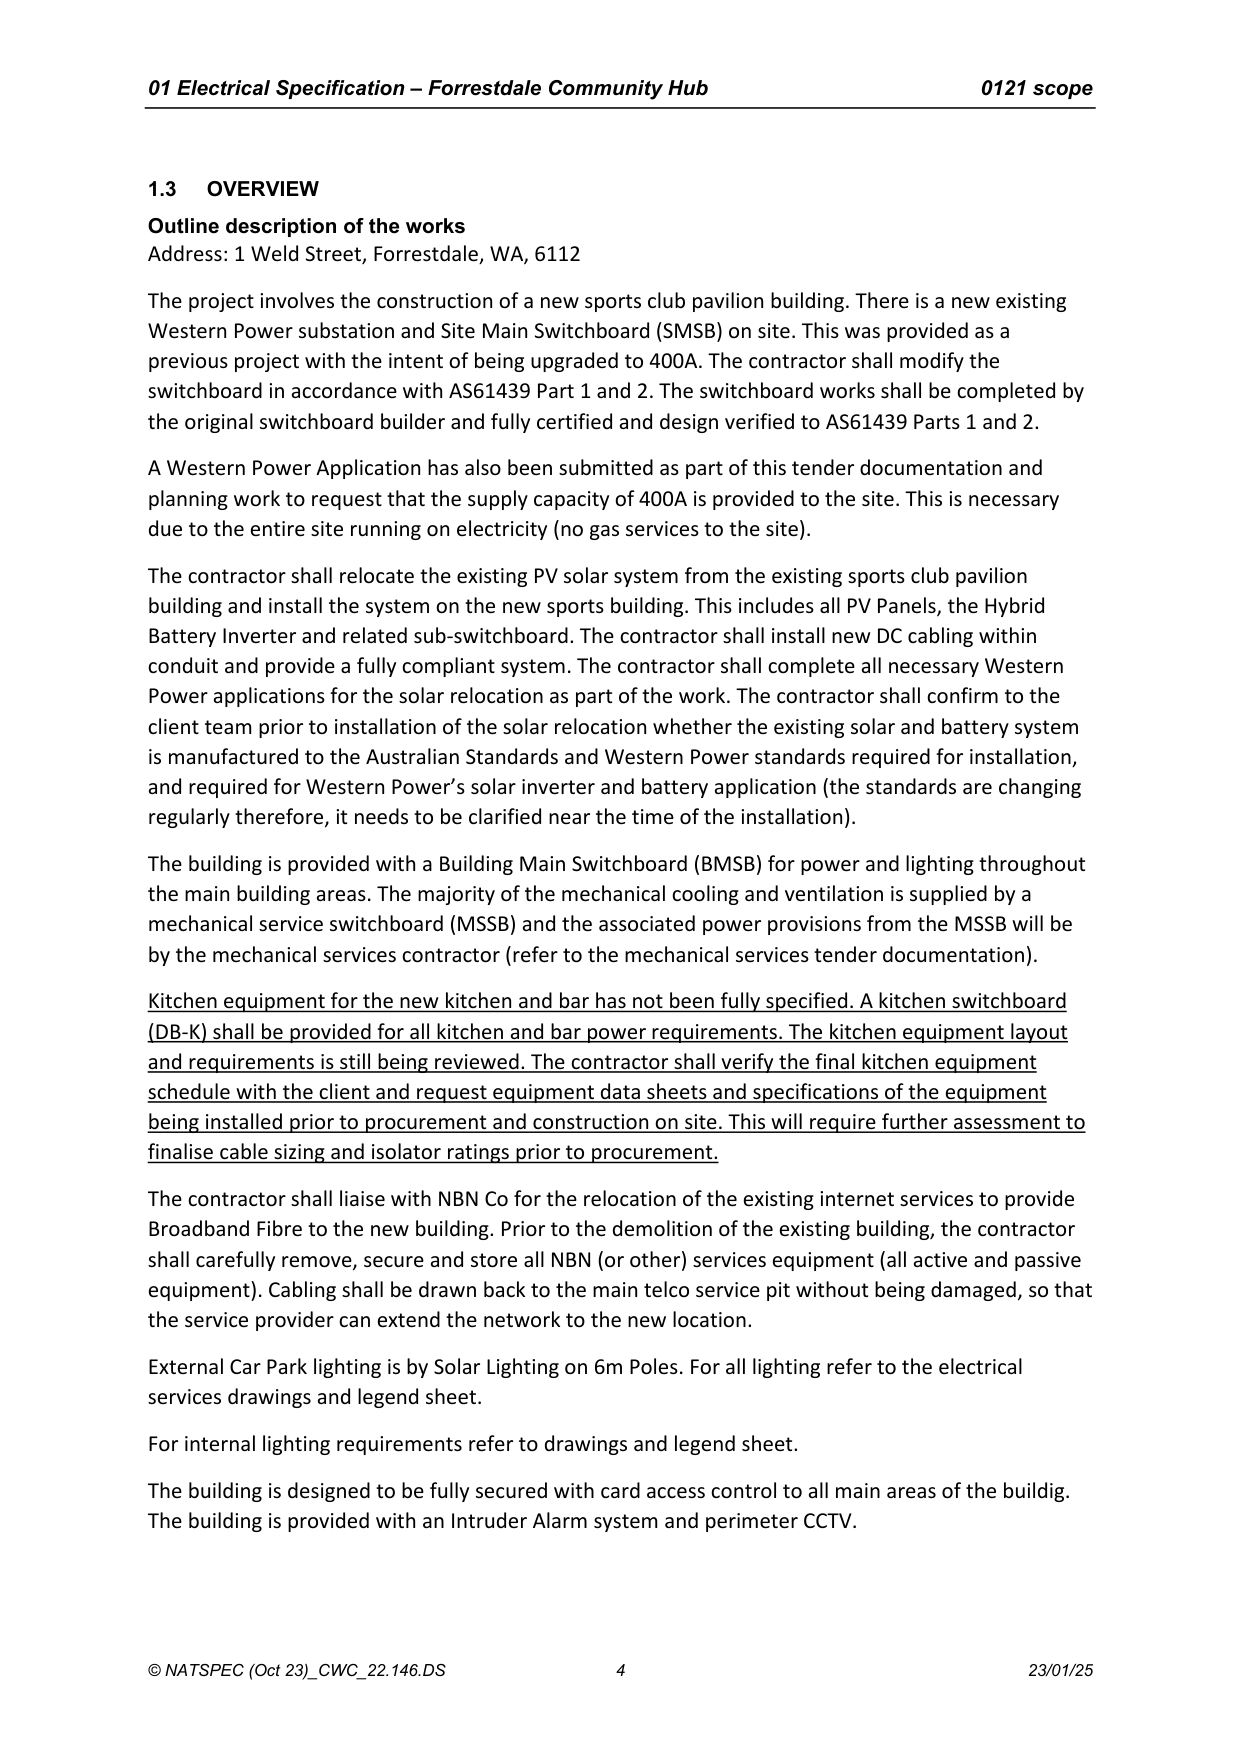 01 Electrical Specification – Forrestdale Community Hub 0121 scope
1.3 OVERVIEW
Outline description of the works
Address: 1 Weld Street, Forrestdale, WA, 6112
The project involves the construction of a new sports club pavilion building. There is a new existing
Western Power substation and Site Main Switchboard (SMSB) on site. This was provided as a
previous project with the intent of being upgraded to 400A. The contractor shall modify the
switchboard in accordance with AS61439 Part 1 and 2. The switchboard works shall be completed by
the original switchboard builder and fully certified and design verified to AS61439 Parts 1 and 2.
A Western Power Application has also been submitted as part of this tender documentation and
planning work to request that the supply capacity of 400A is provided to the site. This is necessary
due to the entire site running on electricity (no gas services to the site).
The contractor shall relocate the existing PV solar system from the existing sports club pavilion
building and install the system on the new sports building. This includes all PV Panels, the Hybrid
Battery Inverter and related sub-switchboard. The contractor shall install new DC cabling within
conduit and provide a fully compliant system. The contractor shall complete all necessary Western
Power applications for the solar relocation as part of the work. The contractor shall confirm to the
client team prior to installation of the solar relocation whether the existing solar and battery system
is manufactured to the Australian Standards and Western Power standards required for installation,
and required for Western Power’s solar inverter and battery application (the standards are changing
regularly therefore, it needs to be clarified near the time of the installation).
The building is provided with a Building Main Switchboard (BMSB) for power and lighting throughout
the main building areas. The majority of the mechanical cooling and ventilation is supplied by a
mechanical service switchboard (MSSB) and the associated power provisions from the MSSB will be
by the mechanical services contractor (refer to the mechanical services tender documentation).
Kitchen equipment for the new kitchen and bar has not been fully specified. A kitchen switchboard
(DB-K) shall be provided for all kitchen and bar power requirements. The kitchen equipment layout
and requirements is still being reviewed. The contractor shall verify the final kitchen equipment
schedule with the client and request equipment data sheets and specifications of the equipment
being installed prior to procurement and construction on site. This will require further assessment to
finalise cable sizing and isolator ratings prior to procurement.
The contractor shall liaise with NBN Co for the relocation of the existing internet services to provide
Broadband Fibre to the new building. Prior to the demolition of the existing building, the contractor
shall carefully remove, secure and store all NBN (or other) services equipment (all active and passive
equipment). Cabling shall be drawn back to the main telco service pit without being damaged, so that
the service provider can extend the network to the new location.
External Car Park lighting is by Solar Lighting on 6m Poles. For all lighting refer to the electrical
services drawings and legend sheet.
For internal lighting requirements refer to drawings and legend sheet.
The building is designed to be fully secured with card access control to all main areas of the buildig.
The building is provided with an Intruder Alarm system and perimeter CCTV.
© NATSPEC (Oct 23)_CWC_22.146.DS 4 23/01/25